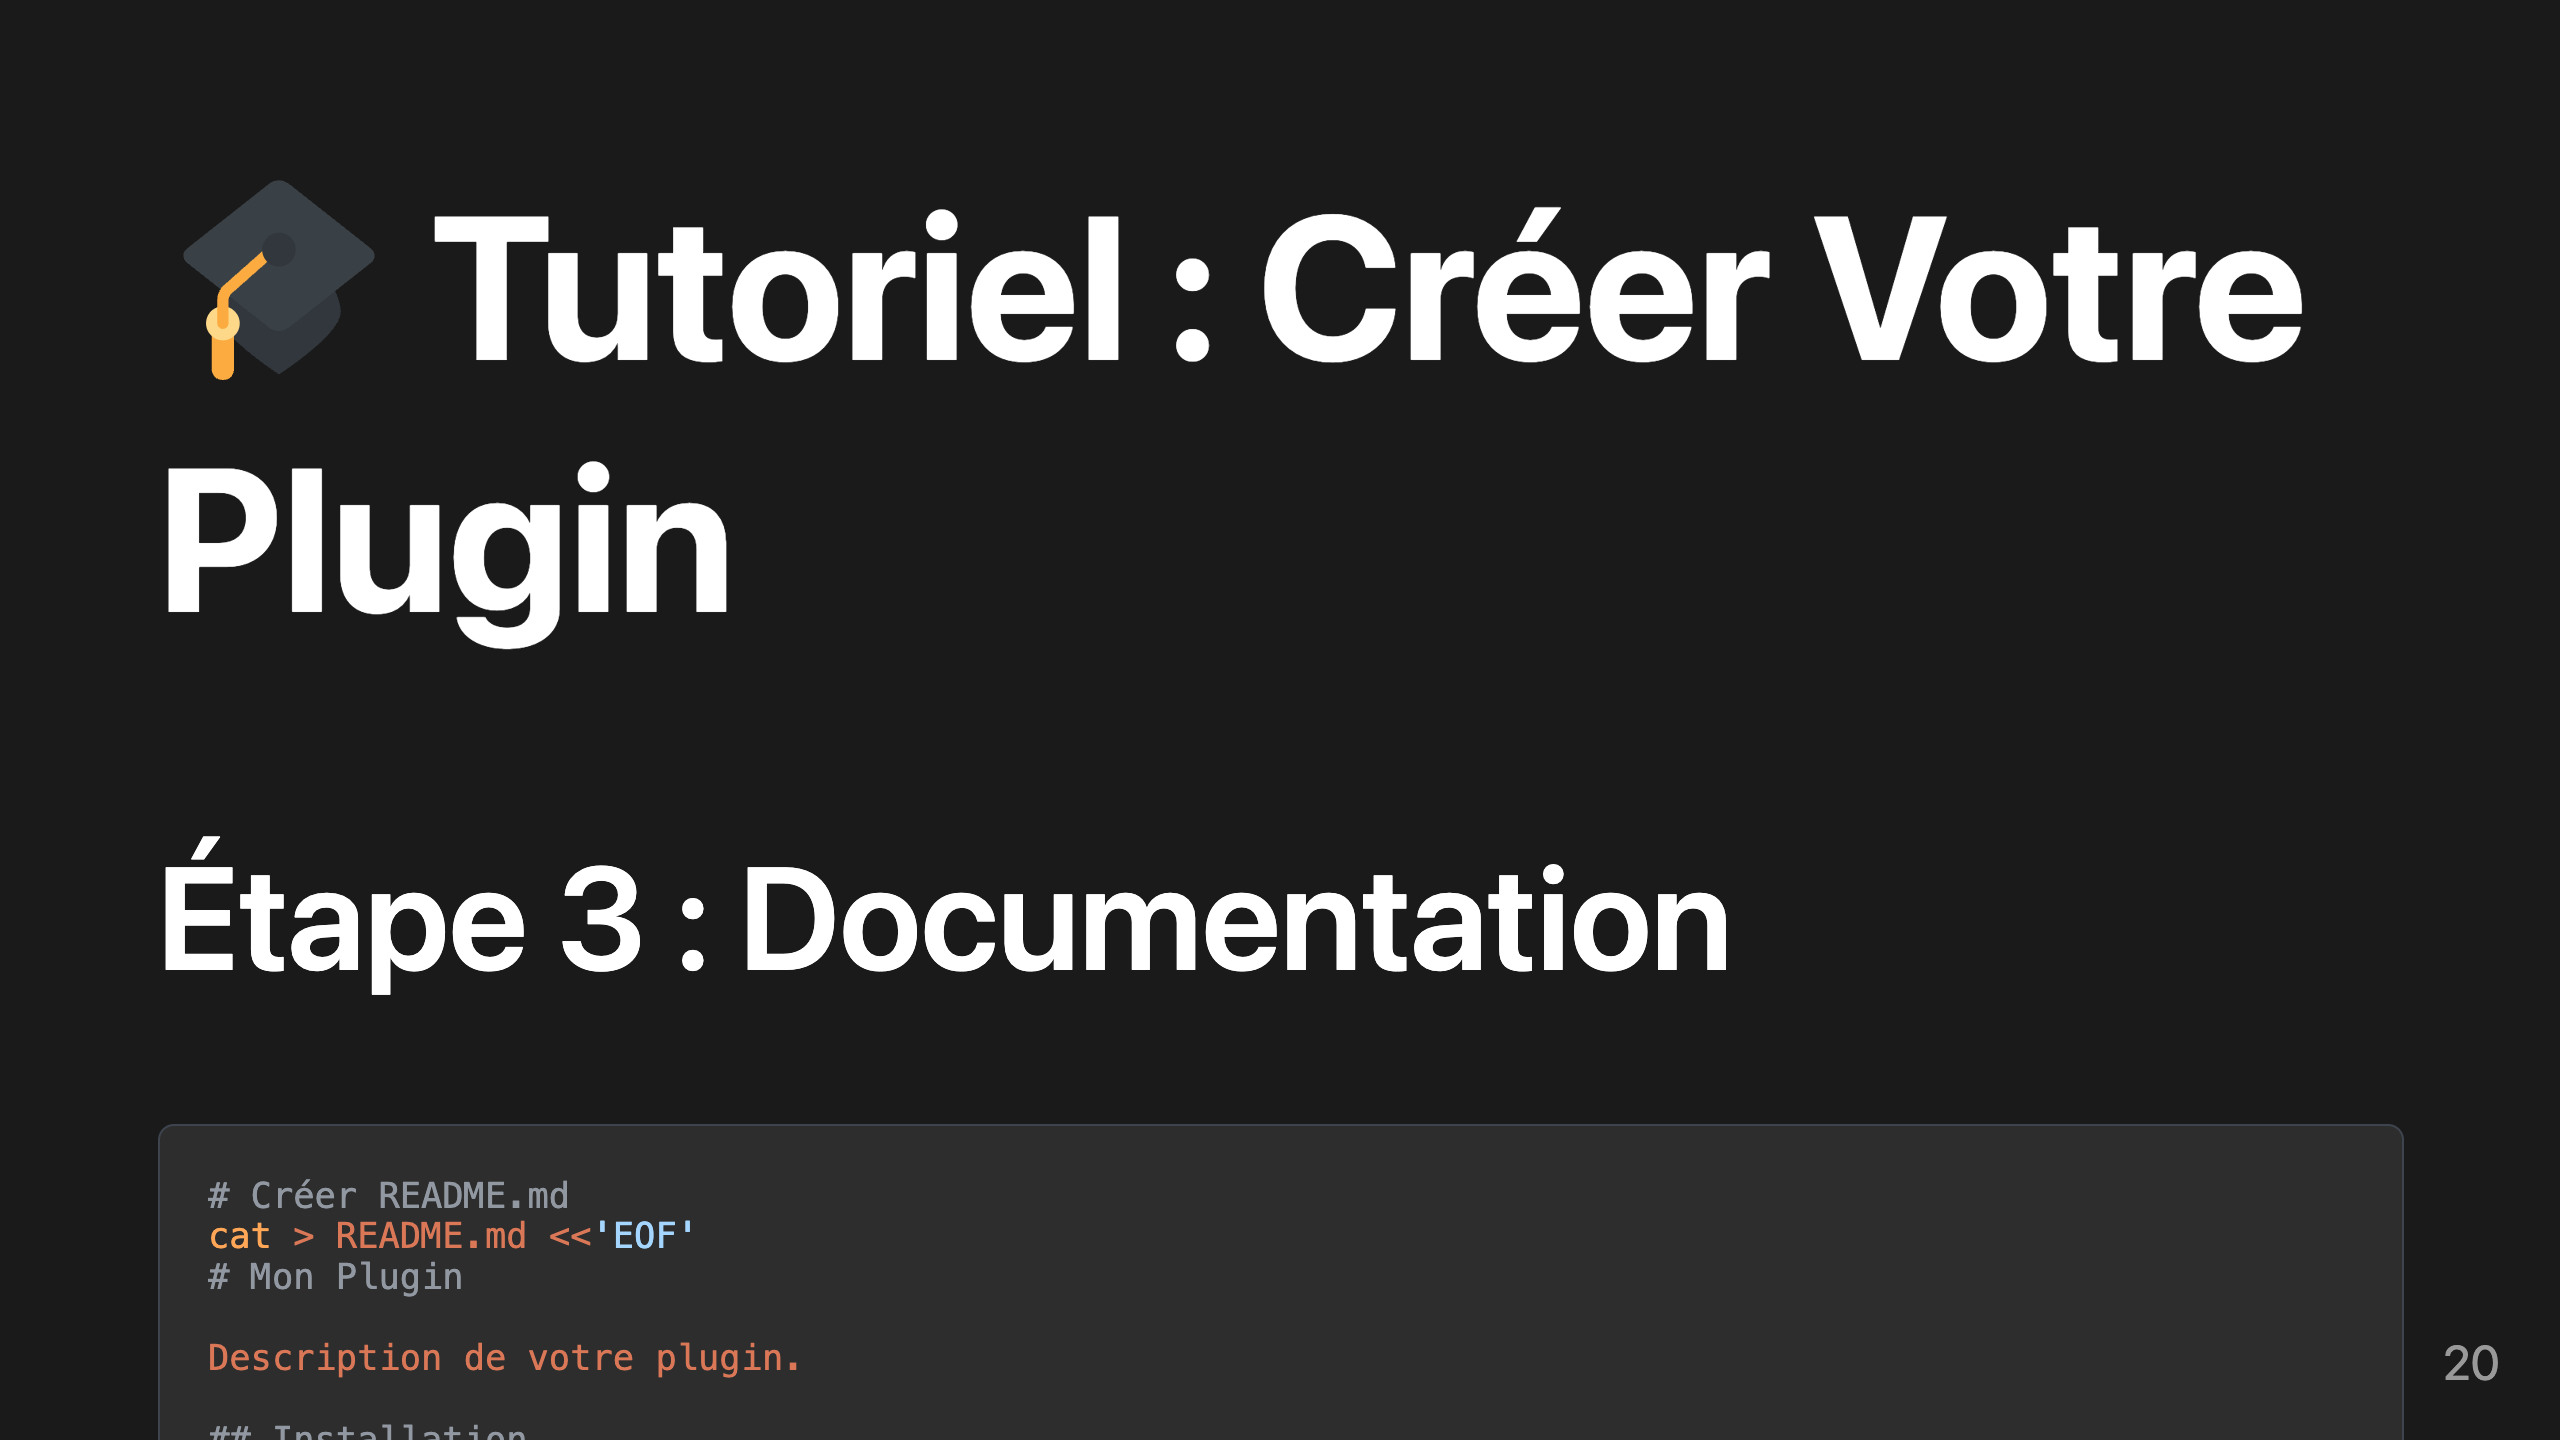 Tutoriel : Créer Votre
Plugin
Étape 3 : Documentation
# Créer README.md
cat > README.md <<'EOF'
# Mon Plugin
Description de votre plugin.
## Installation
20